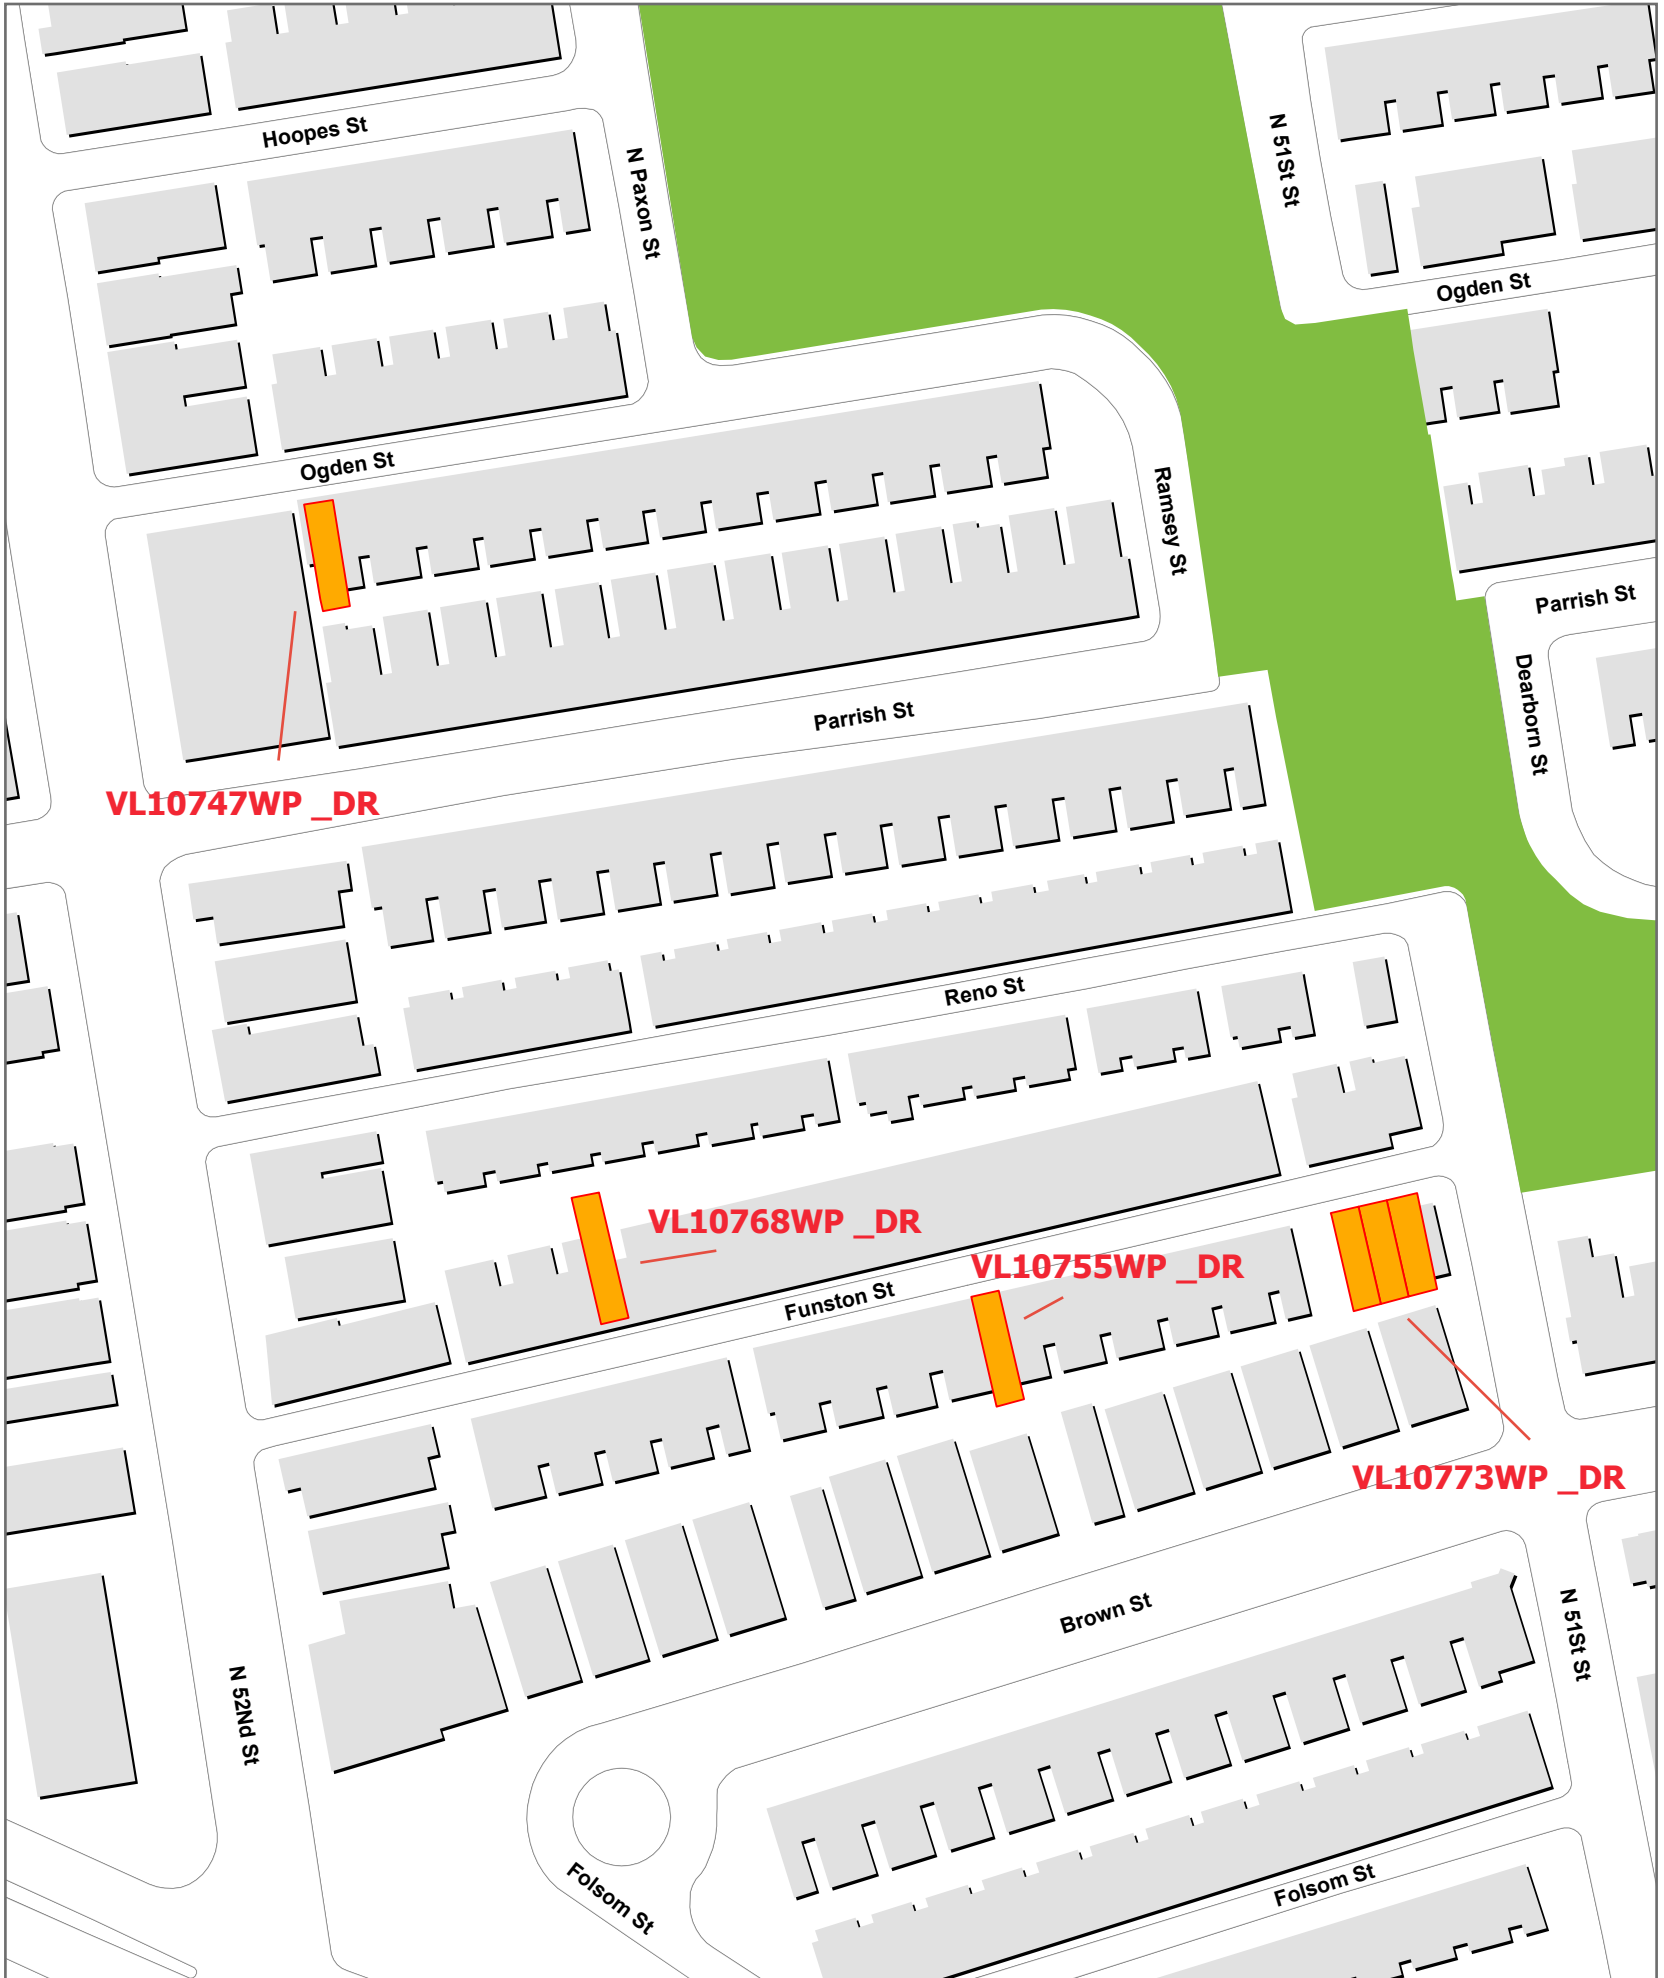 Hoopes St
N Paxon St
N 51St St
Ogden St
Ogden St
Ramsey St
Parrish St
Dearborn St
Parrish St
VL10747WP _DR
Reno St
VL10768WP _DR
VL10755WP _DR
Funston St
VL10773WP _DR
Brown St
N 51St St
N 52Nd St
Folsom St
Folsom St